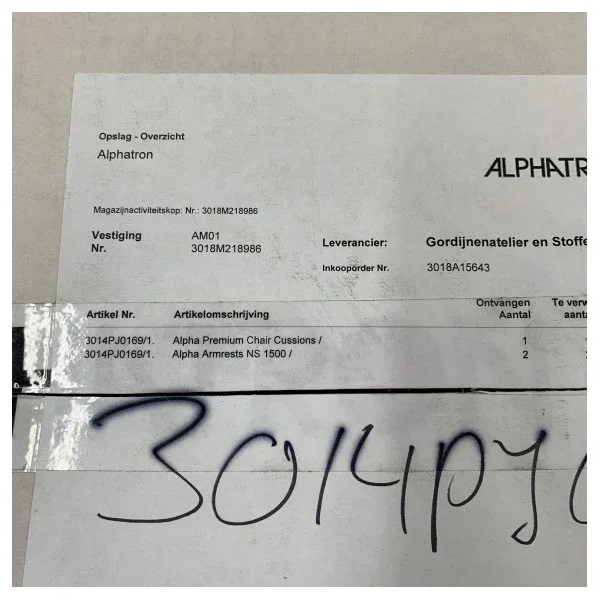 Opslag - Overzicht
Alphatron
ALPHATR
Magazijnactiviteitskop: Nr.: 3018M218986
Vestiging AM01
Nr. 3018M218986
Leverancier: Gordijnenatelier en Stoffe
Inkooporder Nr. 3018A15643
Artikel Nr. Artikelomschrijving Ontvangen Aantal Te verw aanta
3014PJ0169/1. Alpha Premium Chair Cussions / 1
3014PJ0169/1. Alpha Armrests NS 1500 / 2
3014PJ0